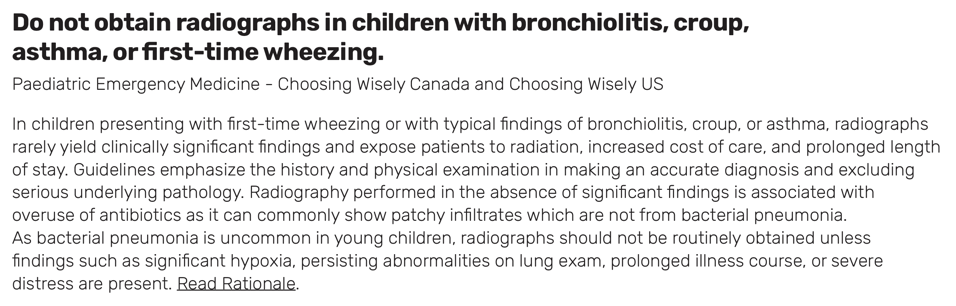 Do not obtain radiographs in children with bronchiolitis, croup,
asthma, or first-time wheezing.
Paediatric Emergency Medicine - Choosing Wisely Canada and Choosing Wisely US
In children presenting with first-time wheezing or with typical findings of bronchiolitis, croup, or asthma, radiographs
rarely yield clinically significant findings and expose patients to radiation, increased cost of care, and prolonged length
of stay. Guidelines emphasize the history and physical examination in making an accurate diagnosis and excluding
serious underlying pathology. Radiography performed in the absence of significant findings is associated with
overuse of antibiotics as it can commonly show patchy infiltrates which are not from bacterial pneumonia.
As bacterial pneumonia is uncommon in young children, radiographs should not be routinely obtained unless
findings such as significant hypoxia, persisting abnormalities on lung exam, prolonged illness course, or severe
distress are present. Read Rationale.